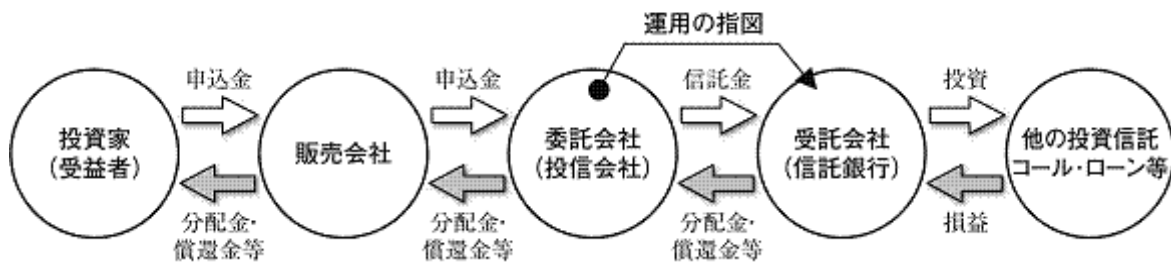 運用の指図
申込金
申込金
信託金
投資
投資家
(受益者)
販売会社
委託会社
(投信会社)
受託会社
(信託銀行)
他の投資信託
コール・ローン等
分配金・
償還金等
分配金・
償還金等
分配金・
償還金等
損益